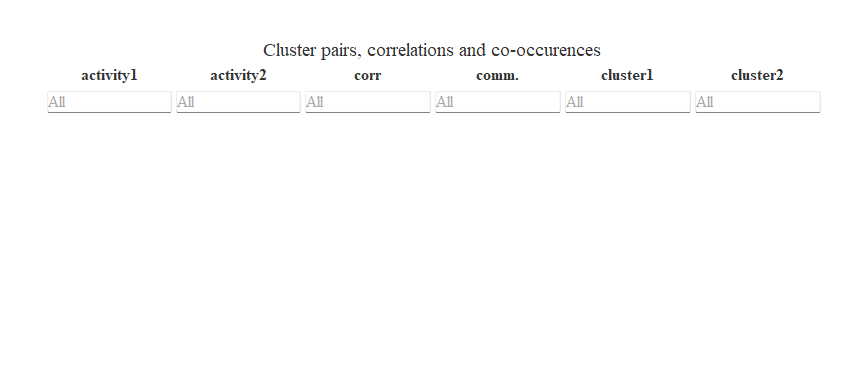 Cluster pairs, correlations and co-occurences
activity1 activity2 corr comm. cluster1 cluster2
All All All All All All